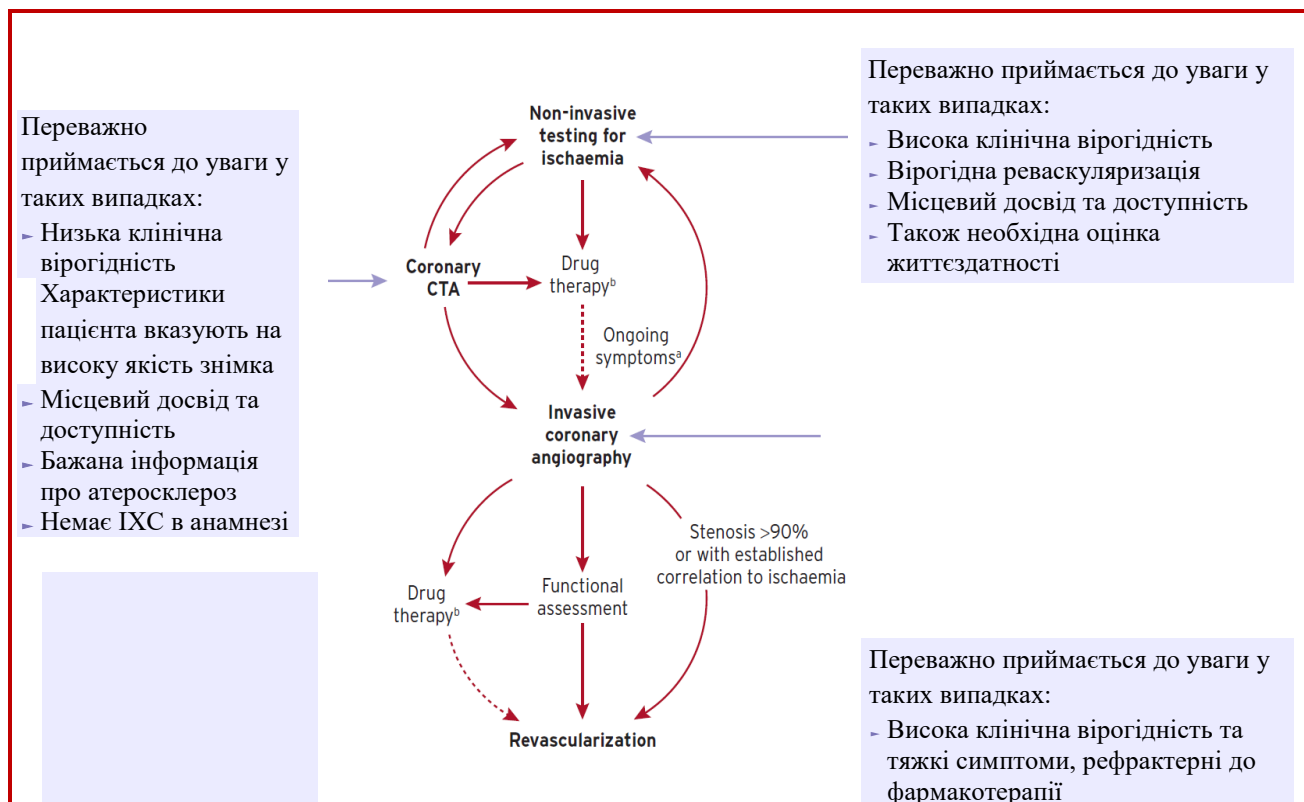 Переважно
приймається до уваги у
таких випадках:
► Низька клінічна
вірогідність
Характеристики
пацієнта вказують на
високу якість знімка
► Місцевий досвід та
доступність
► Бажана інформація
про атеросклероз
► Немає ІХС в анамнезі
Non-invasive
testing for
ischaemia
Coronary
CTA
Drug
therapyᵇ
Ongoing
symptomsᵃ
Invasive
coronary
angiography
Stenosis >90%
or with established
correlation to ischaemia
Drug
therapyᵇ
Functional
assessment
Revascularization
Переважно приймається до уваги у
таких випадках:
► Висока клінічна вірогідність
► Вірогідна реваскуляризація
► Місцевий досвід та доступність
► Також необхідна оцінка
життєздатності
Переважно приймається до уваги у
таких випадках:
► Висока клінічна вірогідність та
тяжкі симптоми, рефрактерні до
фармакотерапії